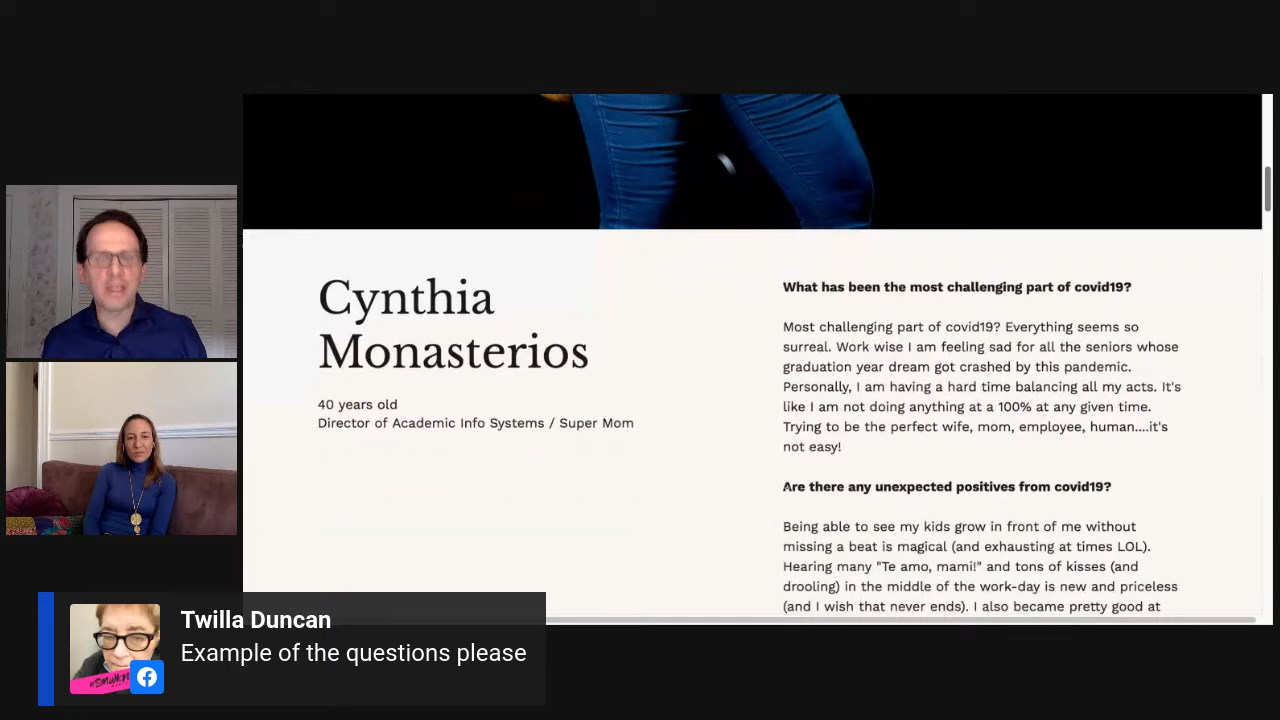 Cynthia
Monasterios
40 years old
Director of Academic Info Systems / Super Mom
What has been the most challenging part of covid19?
Most challenging part of covid19? Everything seems so
surreal. Work wise I am feeling sad for all the seniors whose
graduation year dream got crashed by this pandemic.
Personally, I am having a hard time balancing all my acts. It's
like I am not doing anything at a 100% at any given time.
Trying to be the perfect wife, mom, employee, human....it's
not easy!
Are there any unexpected positives from covid19?
Being able to see my kids grow in front of me without
missing a beat is magical (and exhausting at times LOL).
Hearing many "Te amo, mami!" and tons of kisses (and
drooling) in the middle of the work-day is new and priceless
(and I wish that never ends). I also became pretty good at
Twilla Duncan
Example of the questions please